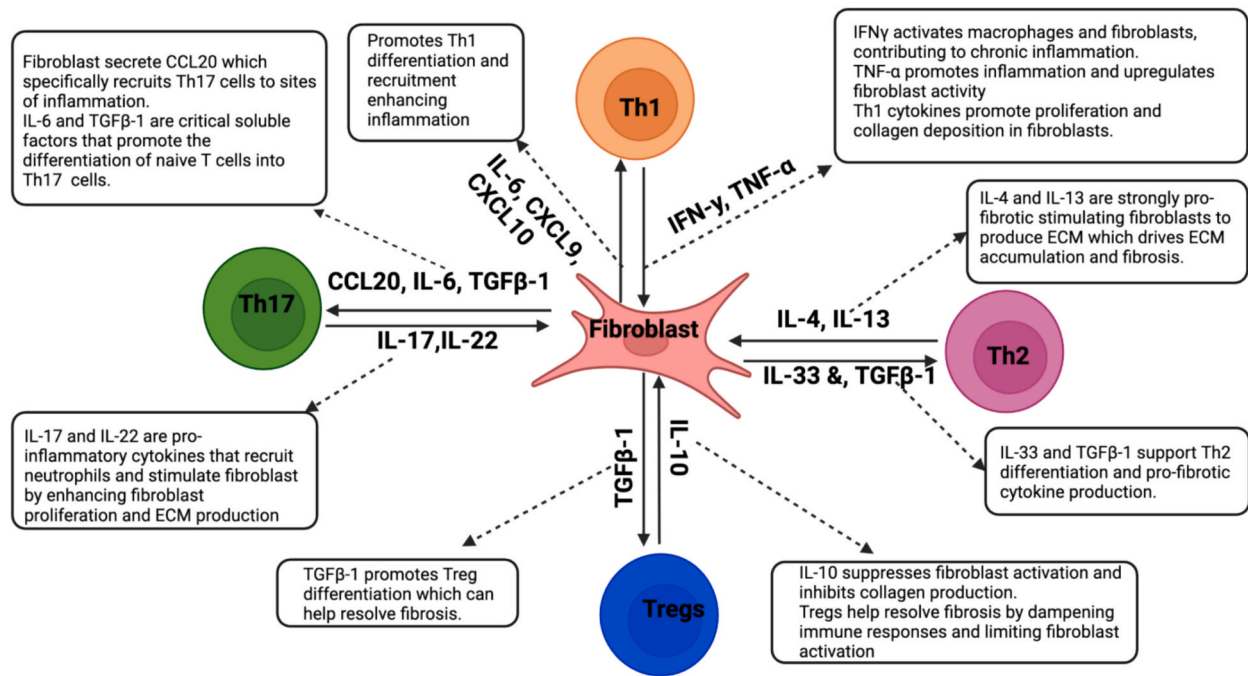 Fibroblast secrete CCL20 which
specifically recruits Th17 cells to sites
of inflammation.
IL-6 and TGFβ-1 are critical soluble
factors that promote the
differentiation of naive T cells into
Th17 cells.
Promotes Th1
differentiation and
recruitment
enhancing
inflammation
Th1
IFNγ activates macrophages and fibroblasts,
contributing to chronic inflammation.
TNF-α promotes inflammation and upregulates
fibroblast activity
Th1 cytokines promote proliferation and
collagen deposition in fibroblasts.
IL-6, CXCL9,
CXCL10
IFN-y, TNF-α
IL-4 and IL-13 are strongly pro-
fibrotic stimulating fibroblasts to
produce ECM which drives ECM
accumulation and fibrosis.
Th17
CCL20, IL-6, TGFβ-1
IL-17,IL-22
Fibroblast
IL-4, IL-13
IL-33 &, TGFβ-1
Th2
IL-17 and IL-22 are pro-
inflammatory cytokines that recruit
neutrophils and stimulate fibroblast
by enhancing fibroblast
proliferation and ECM production
TGFβ-1
IL-10
IL-33 and TGFβ-1 support Th2
differentiation and pro-fibrotic
cytokine production.
TGFβ-1 promotes Treg
differentiation which can
help resolve fibrosis.
Tregs
IL-10 suppresses fibroblast activation and
inhibits collagen production.
Tregs help resolve fibrosis by dampening
immune responses and limiting fibroblast
activation